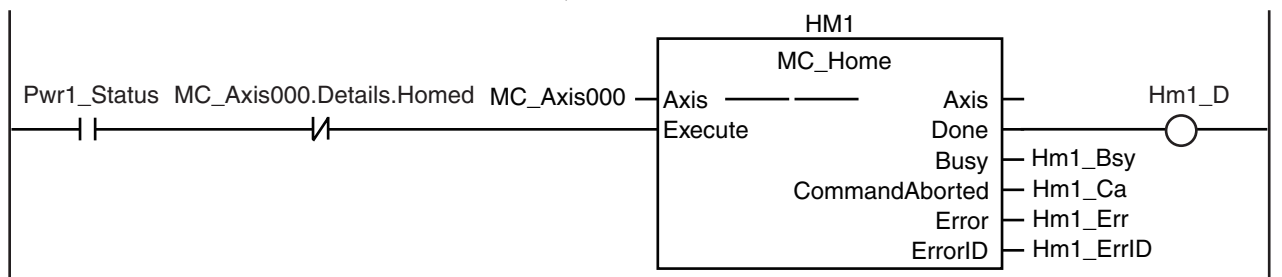 HM1
MC_Home
Pwr1_Status MC_Axis000.Details.Homed MC_Axis000 Axis Axis Hm1_D
Execute Done
Busy Hm1_Bsy
CommandAborted Hm1_Ca
Error Hm1_Err
ErrorID Hm1_ErrID